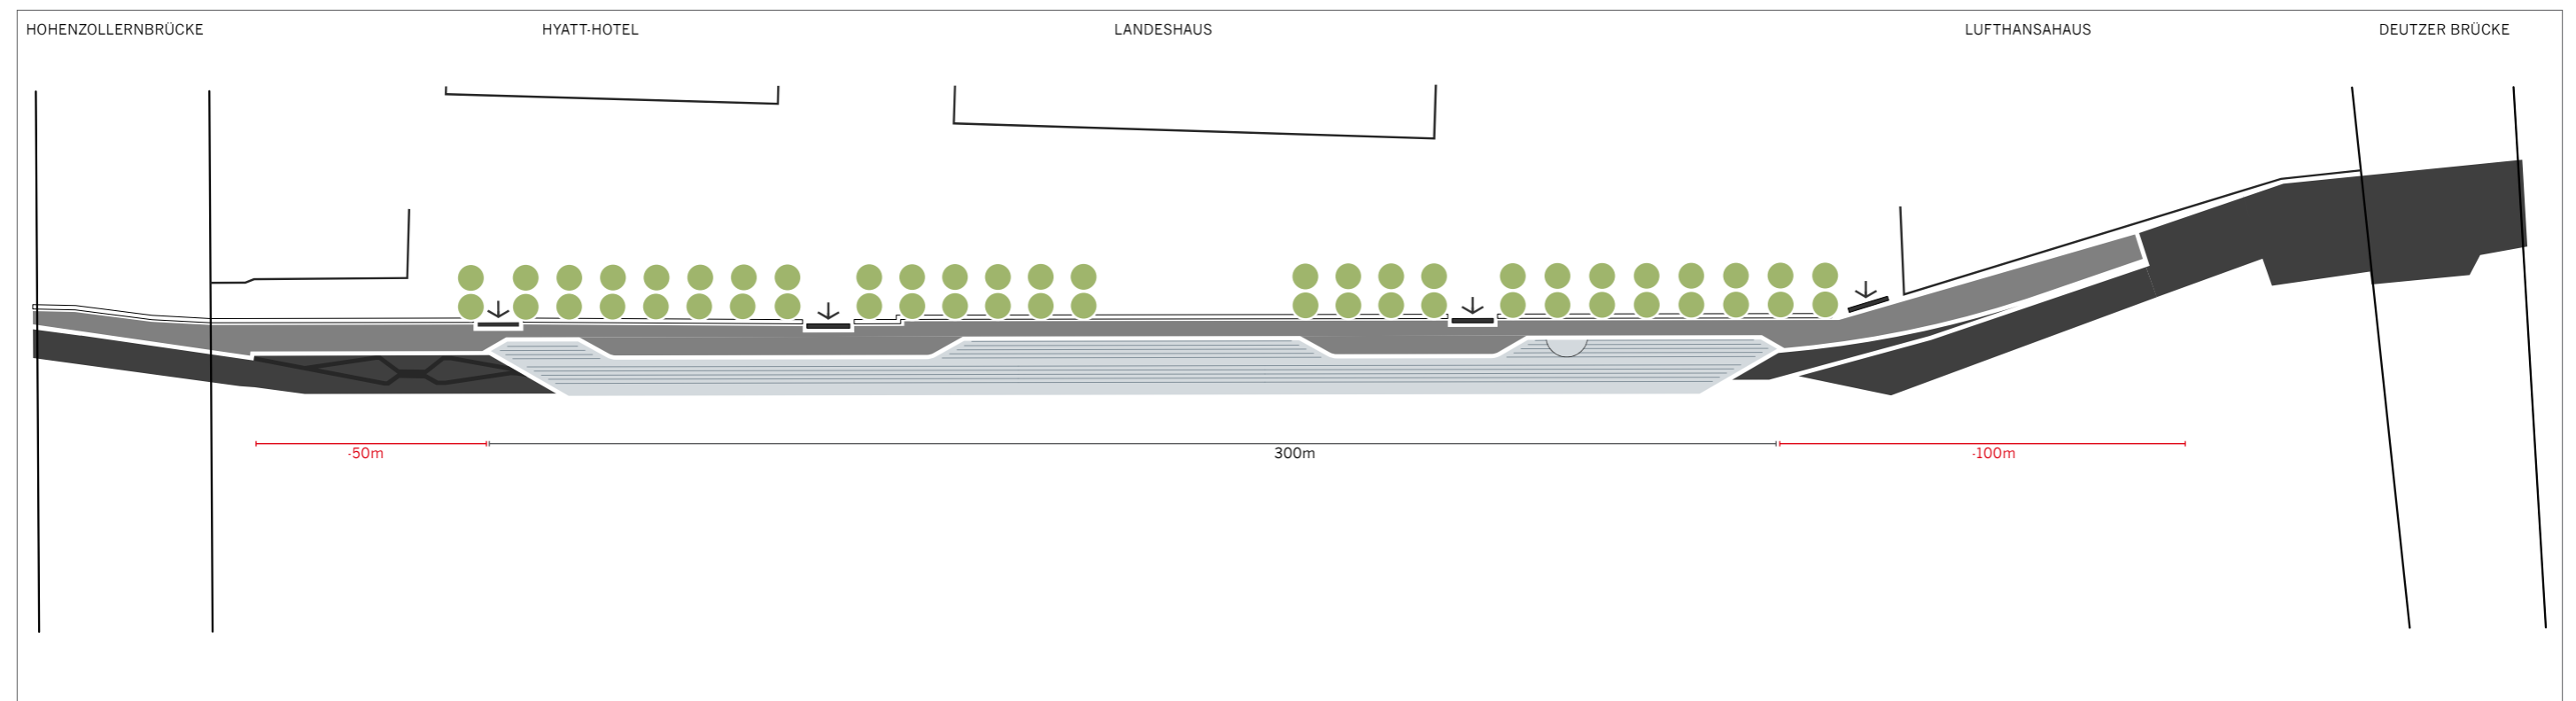 HOHENZOLLERNBRÜCKE
HYATT-HOTEL
LANDESHAUS
LUFTHANSAHAUS
DEUTZER BRÜCKE
-50m
300m
-100m